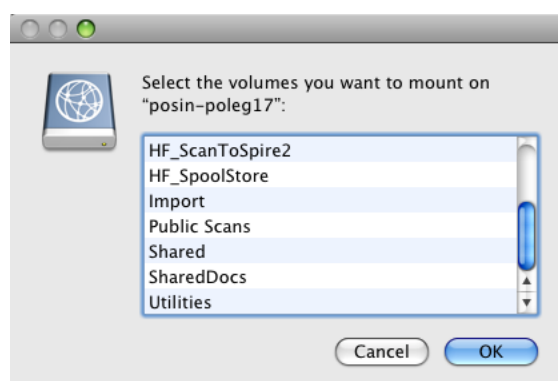 Select the volumes you want to mount on
“posin-poleg17”:
HF_ScanToSpire2
HF_SpoolStore
Import
Public Scans
Shared
SharedDocs
Utilities
Cancel
OK